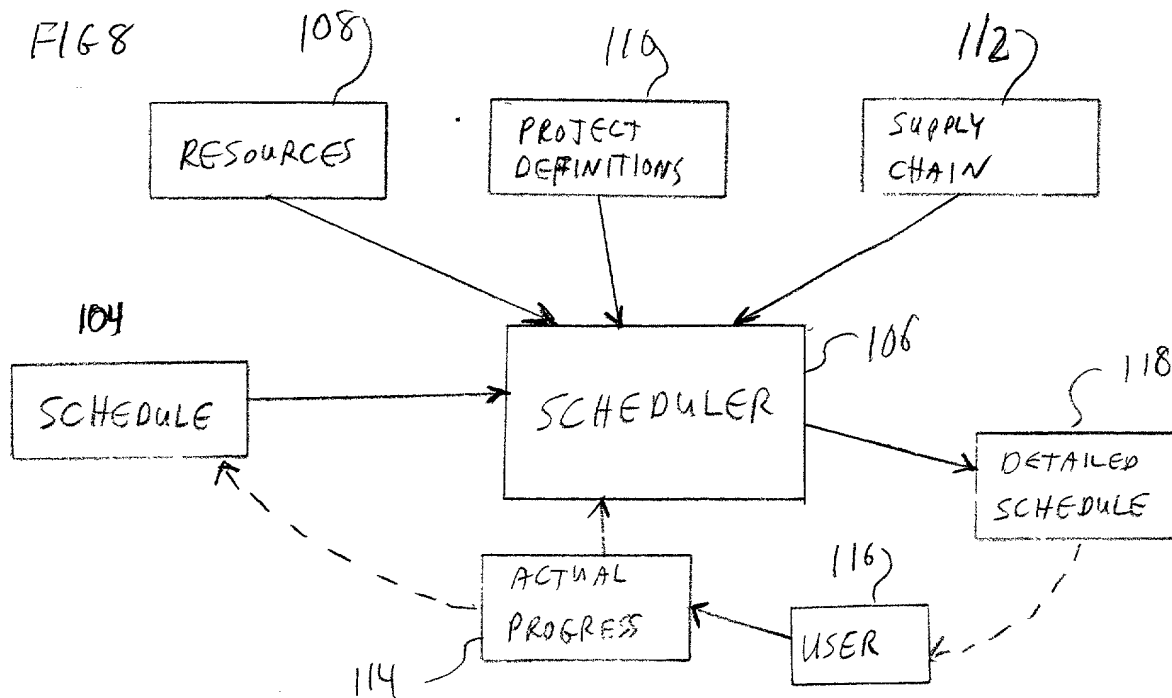 FIG 8
108
110
112
RESOURCES
PROJECT
DEFINITIONS
SUPPLY
CHAIN
104
SCHEDULE
SCHEDULER
106
118
DETAILED
SCHEDULE
ACTUAL
PROGRESS
114
116
USER